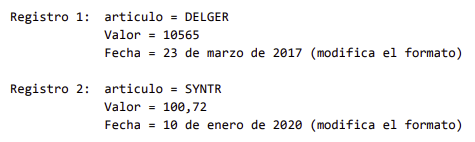 Registro 1:  articulo = DELGER
Valor = 10565
Fecha = 23 de marzo de 2017 (modifica el formato)
Registro 2:  articulo = SYNTR
Valor = 100,72
Fecha = 10 de enero de 2020 (modifica el formato)